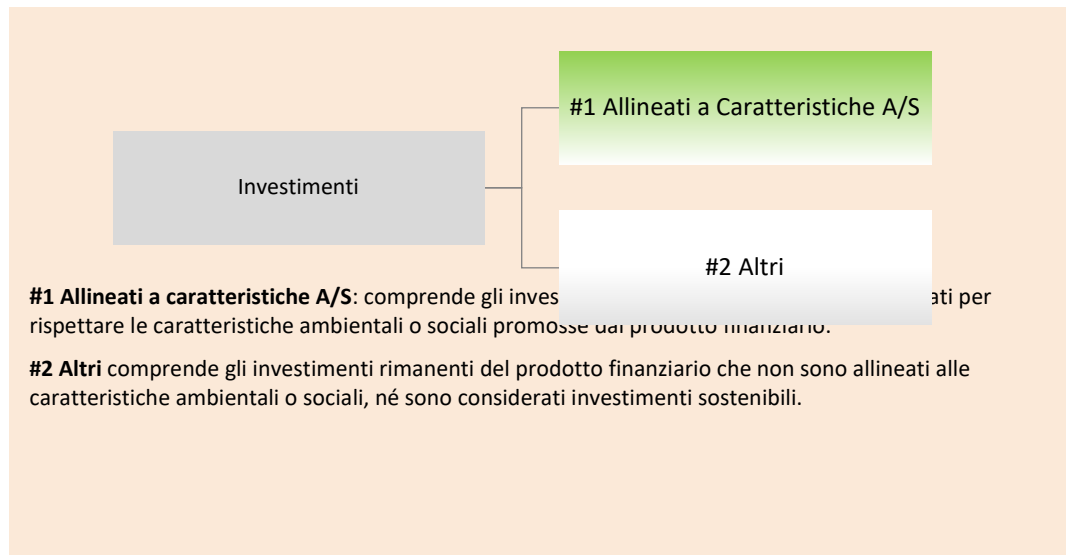 #1 Allineati a Caratteristiche A/S
Investimenti
#2 Altri
#1 Allineati a caratteristiche A/S: comprende gli inves ati per
rispettare le caratteristiche ambientali o sociali promosse dal prodotto finanziario.
#2 Altri comprende gli investimenti rimanenti del prodotto finanziario che non sono allineati alle
caratteristiche ambientali o sociali, né sono considerati investimenti sostenibili.